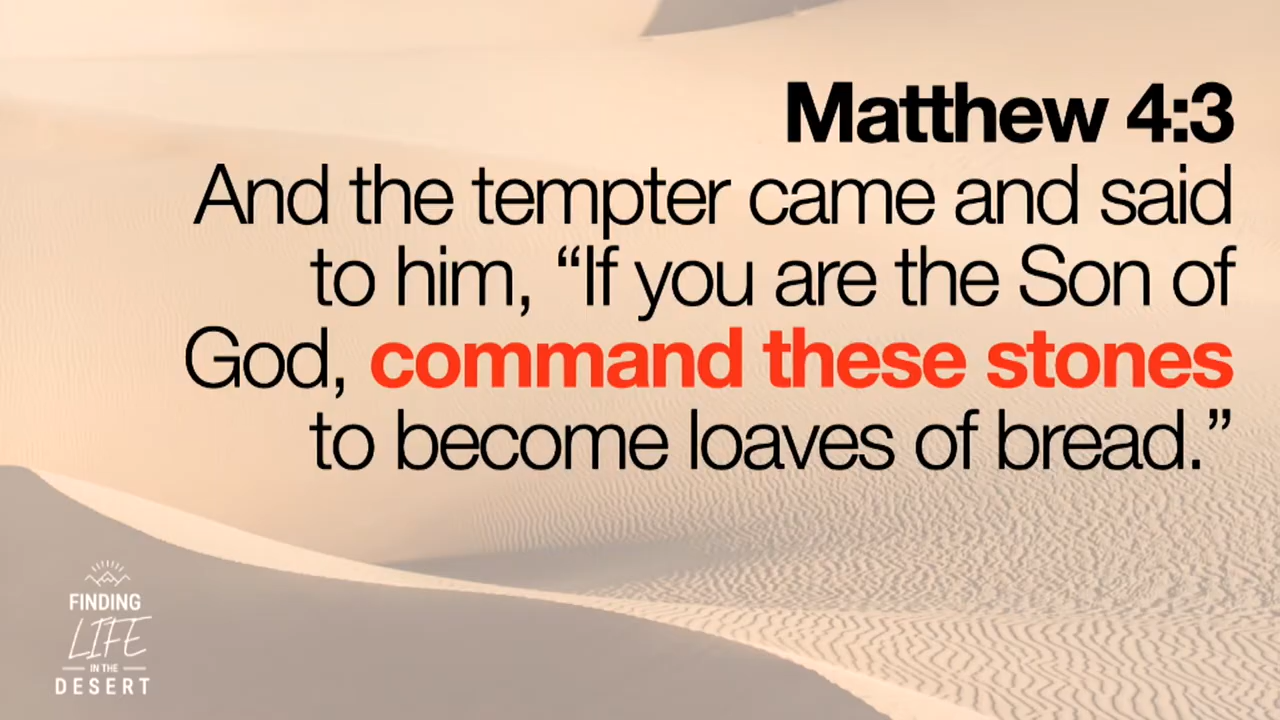 Matthew 4:3
And the tempter came and said
to him, “If you are the Son of
God, command these stones
to become loaves of bread.”
FINDING
LIFE
IN THE
DESERT